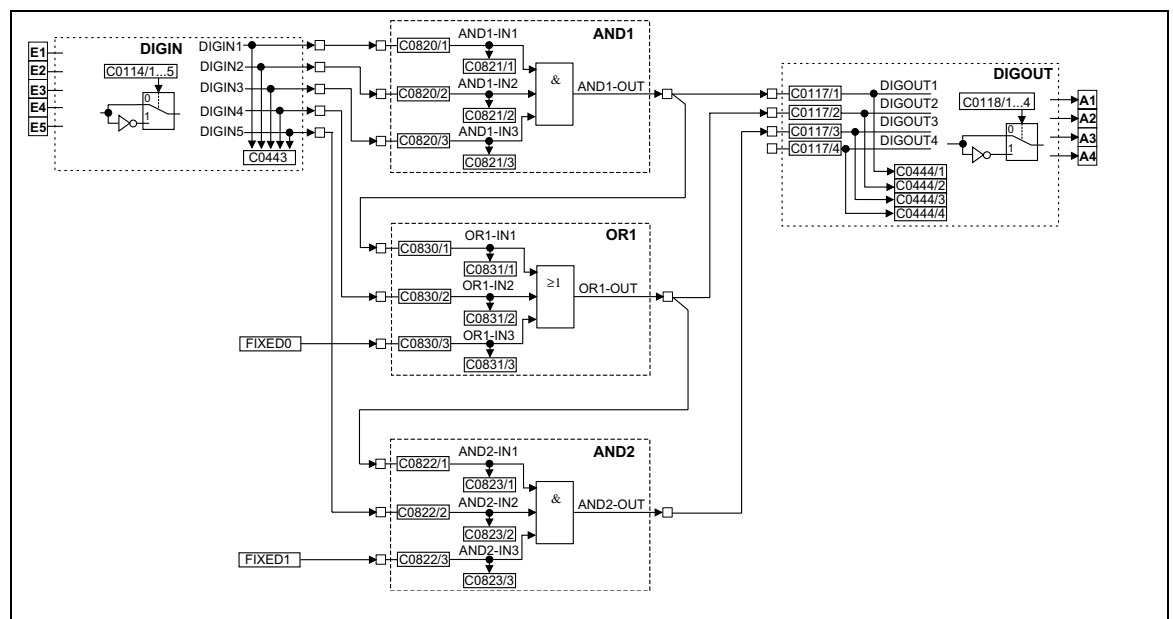 DIGIN
E1
E2
E3
E4
E5
C0114/1...5
0
1
DIGIN1
DIGIN2
DIGIN3
DIGIN4
DIGIN5
C0443
AND1
C0820/1
AND1-IN1
C0821/1
C0820/2
AND1-IN2
C0821/2
C0820/3
AND1-IN3
C0821/3
&
AND1-OUT
OR1
C0830/1
OR1-IN1
C0831/1
C0830/2
OR1-IN2
C0831/2
FIXED0
C0830/3
OR1-IN3
C0831/3
≥1
OR1-OUT
AND2
C0822/1
AND2-IN1
C0823/1
C0822/2
AND2-IN2
C0823/2
FIXED1
C0822/3
AND2-IN3
C0823/3
&
AND2-OUT
DIGOUT
C0117/1
C0117/2
C0117/3
C0117/4
DIGOUT1
DIGOUT2
DIGOUT3
DIGOUT4
C0118/1...4
0
1
C0444/1
C0444/2
C0444/3
C0444/4
A1
A2
A3
A4